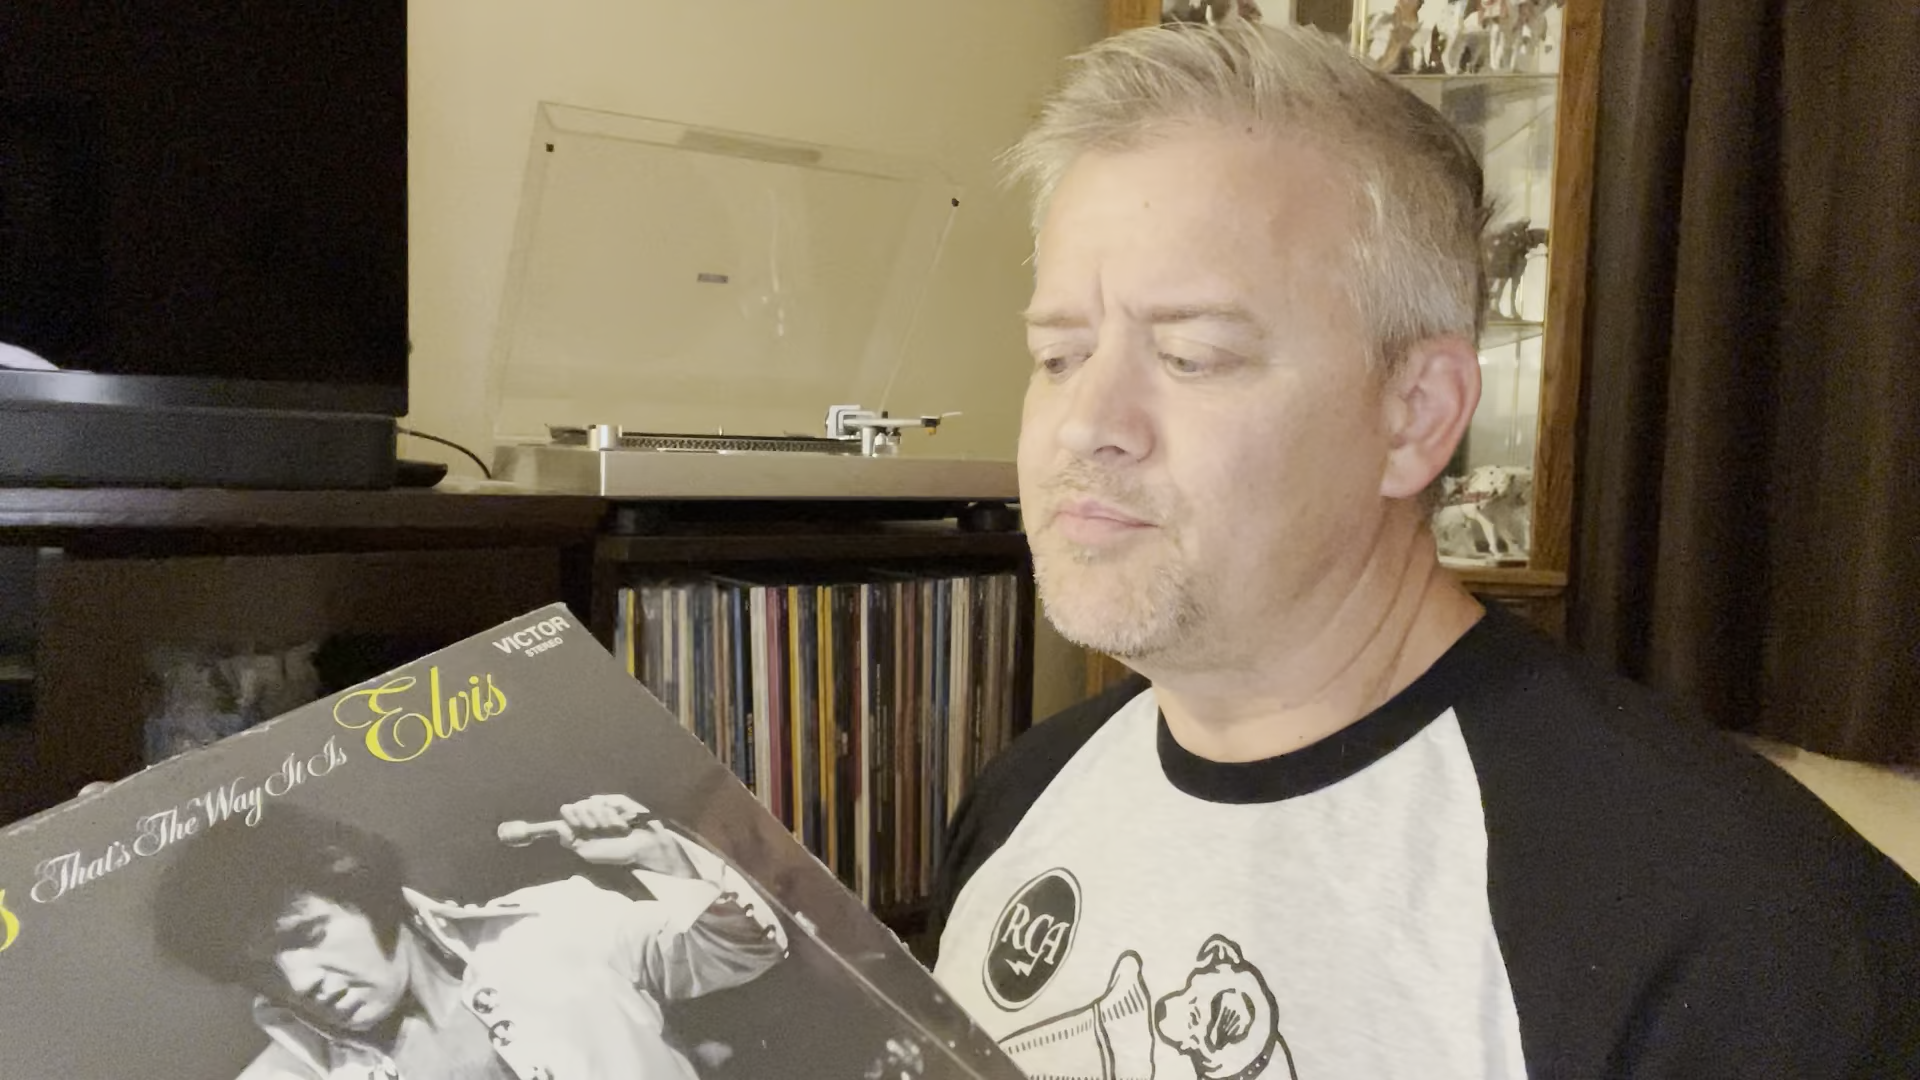 VICTOR
STEREO
That's The Way It Is Elvis
RCA